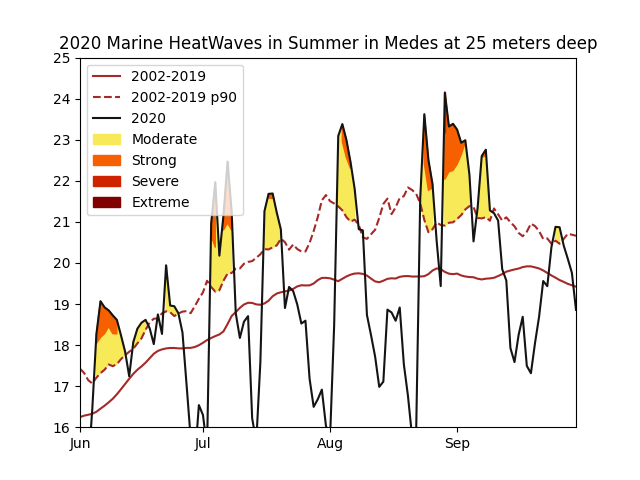 2020 Marine HeatWaves in Summer in Medes at 25 meters deep
25
24
23
22
21
20
19
18
17
16
2002-2019
2002-2019 p90
2020
Moderate
Strong
Severe
Extreme
Jun
Jul
Aug
Sep